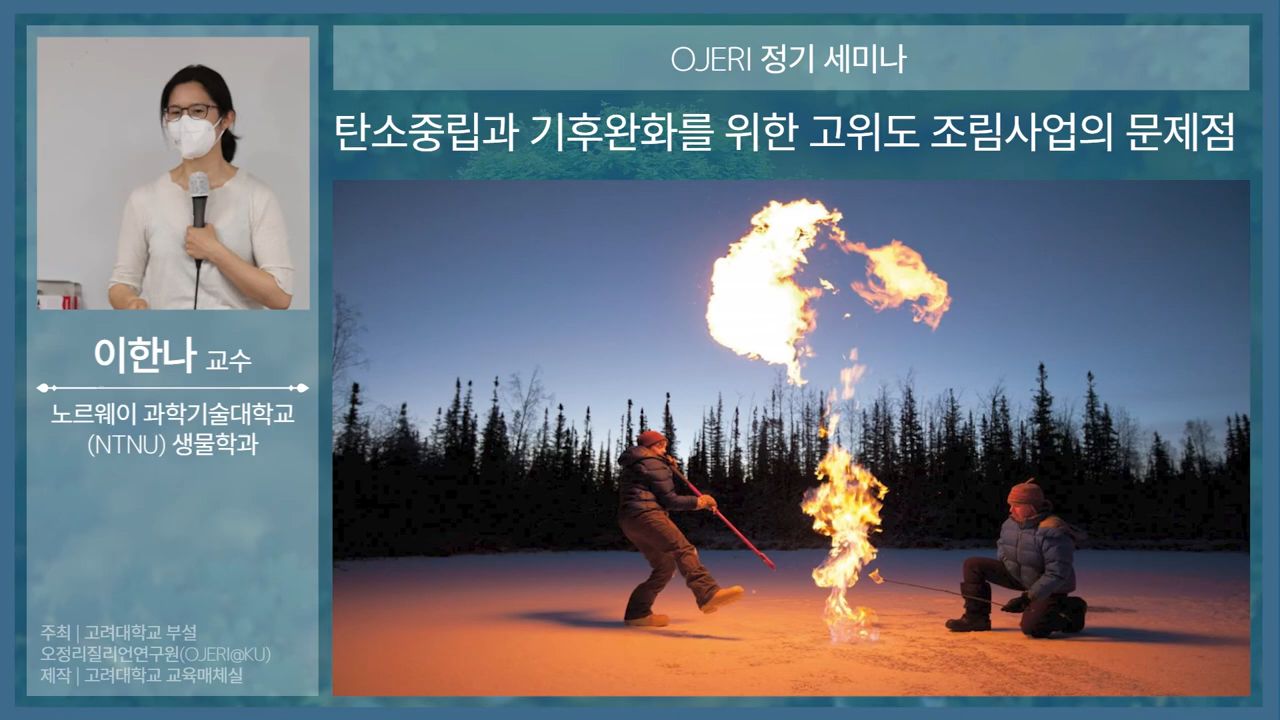 OJERI 정기 세미나
탄소중립과 기후완화를 위한 고위도 조림사업의 문제점
이한나 교수
노르웨이 과학기술대학교
(NTNU) 생물학과
주최 | 고려대학교 부설
오정리질리언연구원(OJERI@KU)
제작 | 고려대학교 교육매체실